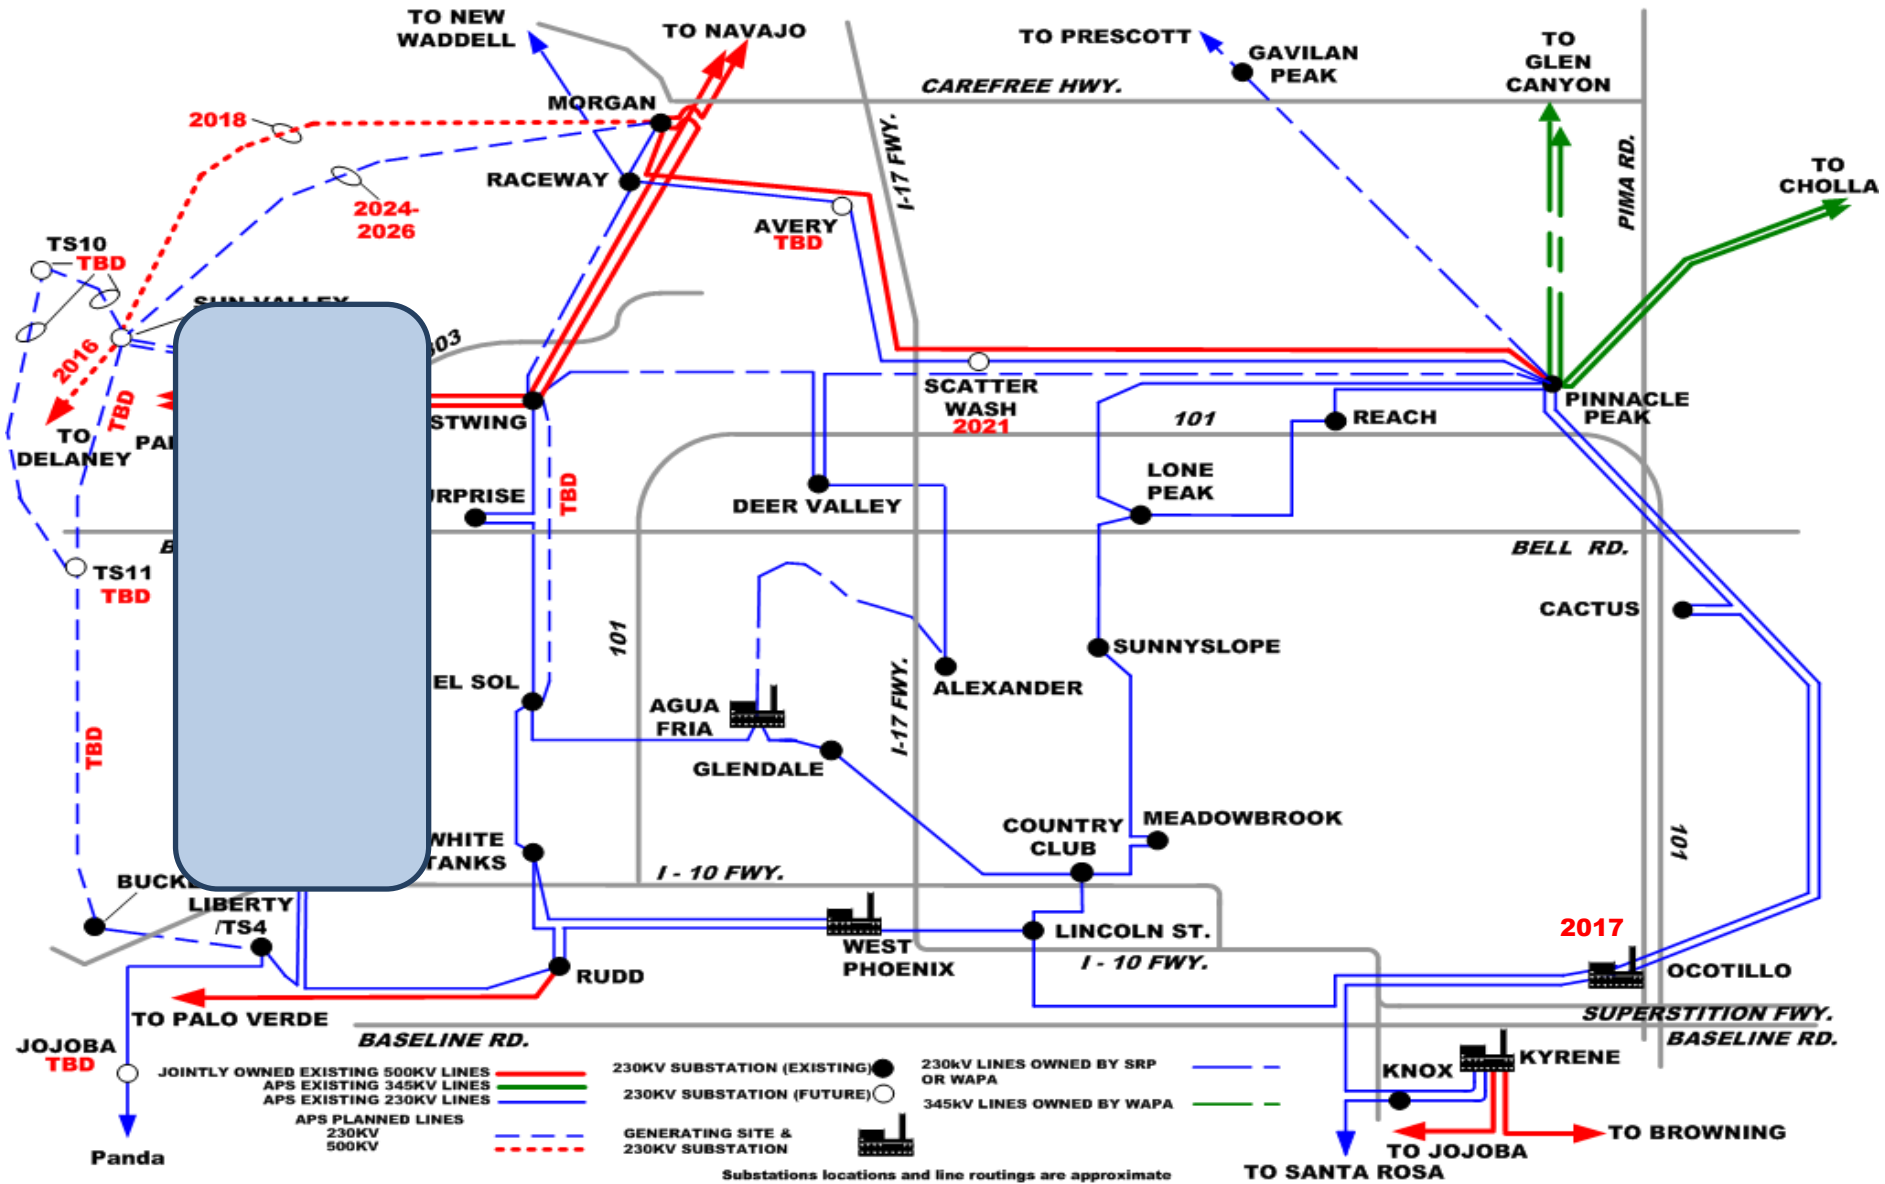 TO NEW
WADDELL
TO NAVAJO
TO PRESCOTT
GAVILAN
PEAK
TO
GLEN
CANYON
CAREFREE HWY.
MORGAN
2018
I-17 FWY.
PIMA RD.
TO
CHOLLA
RACEWAY
2024-
2026
AVERY
TBD
TS10
TBD
SUN VALLEY
303
2016
TBD
TO
DELANEY
PAL
STWING
SCATTER
WASH
2021
101
REACH
PINNACLE
PEAK
URPRISE
TBD
DEER VALLEY
LONE
PEAK
B
BELL RD.
TS11
TBD
CACTUS
101
SUNNYSLOPE
EL SOL
ALEXANDER
I-17 FWY.
AGUA
FRIA
TBD
GLENDALE
WHITE
TANKS
COUNTRY
CLUB
MEADOWBROOK
101
I - 10 FWY.
BUCKE
LIBERTY
/TS4
WEST
PHOENIX
LINCOLN ST.
I - 10 FWY.
2017
RUDD
OCOTILLO
TO PALO VERDE
SUPERSTITION FWY.
BASELINE RD.
BASELINE RD.
JOJOBA
TBD
KNOX
KYRENE
JOINTLY OWNED EXISTING 500KV LINES
APS EXISTING 345KV LINES
APS EXISTING 230KV LINES
APS PLANNED LINES
230KV
500KV
230KV SUBSTATION (EXISTING)
230KV SUBSTATION (FUTURE)
GENERATING SITE &
230KV SUBSTATION
230kV LINES OWNED BY SRP
OR WAPA
345kV LINES OWNED BY WAPA
TO BROWNING
TO JOJOBA
TO SANTA ROSA
Panda
Substations locations and line routings are approximate